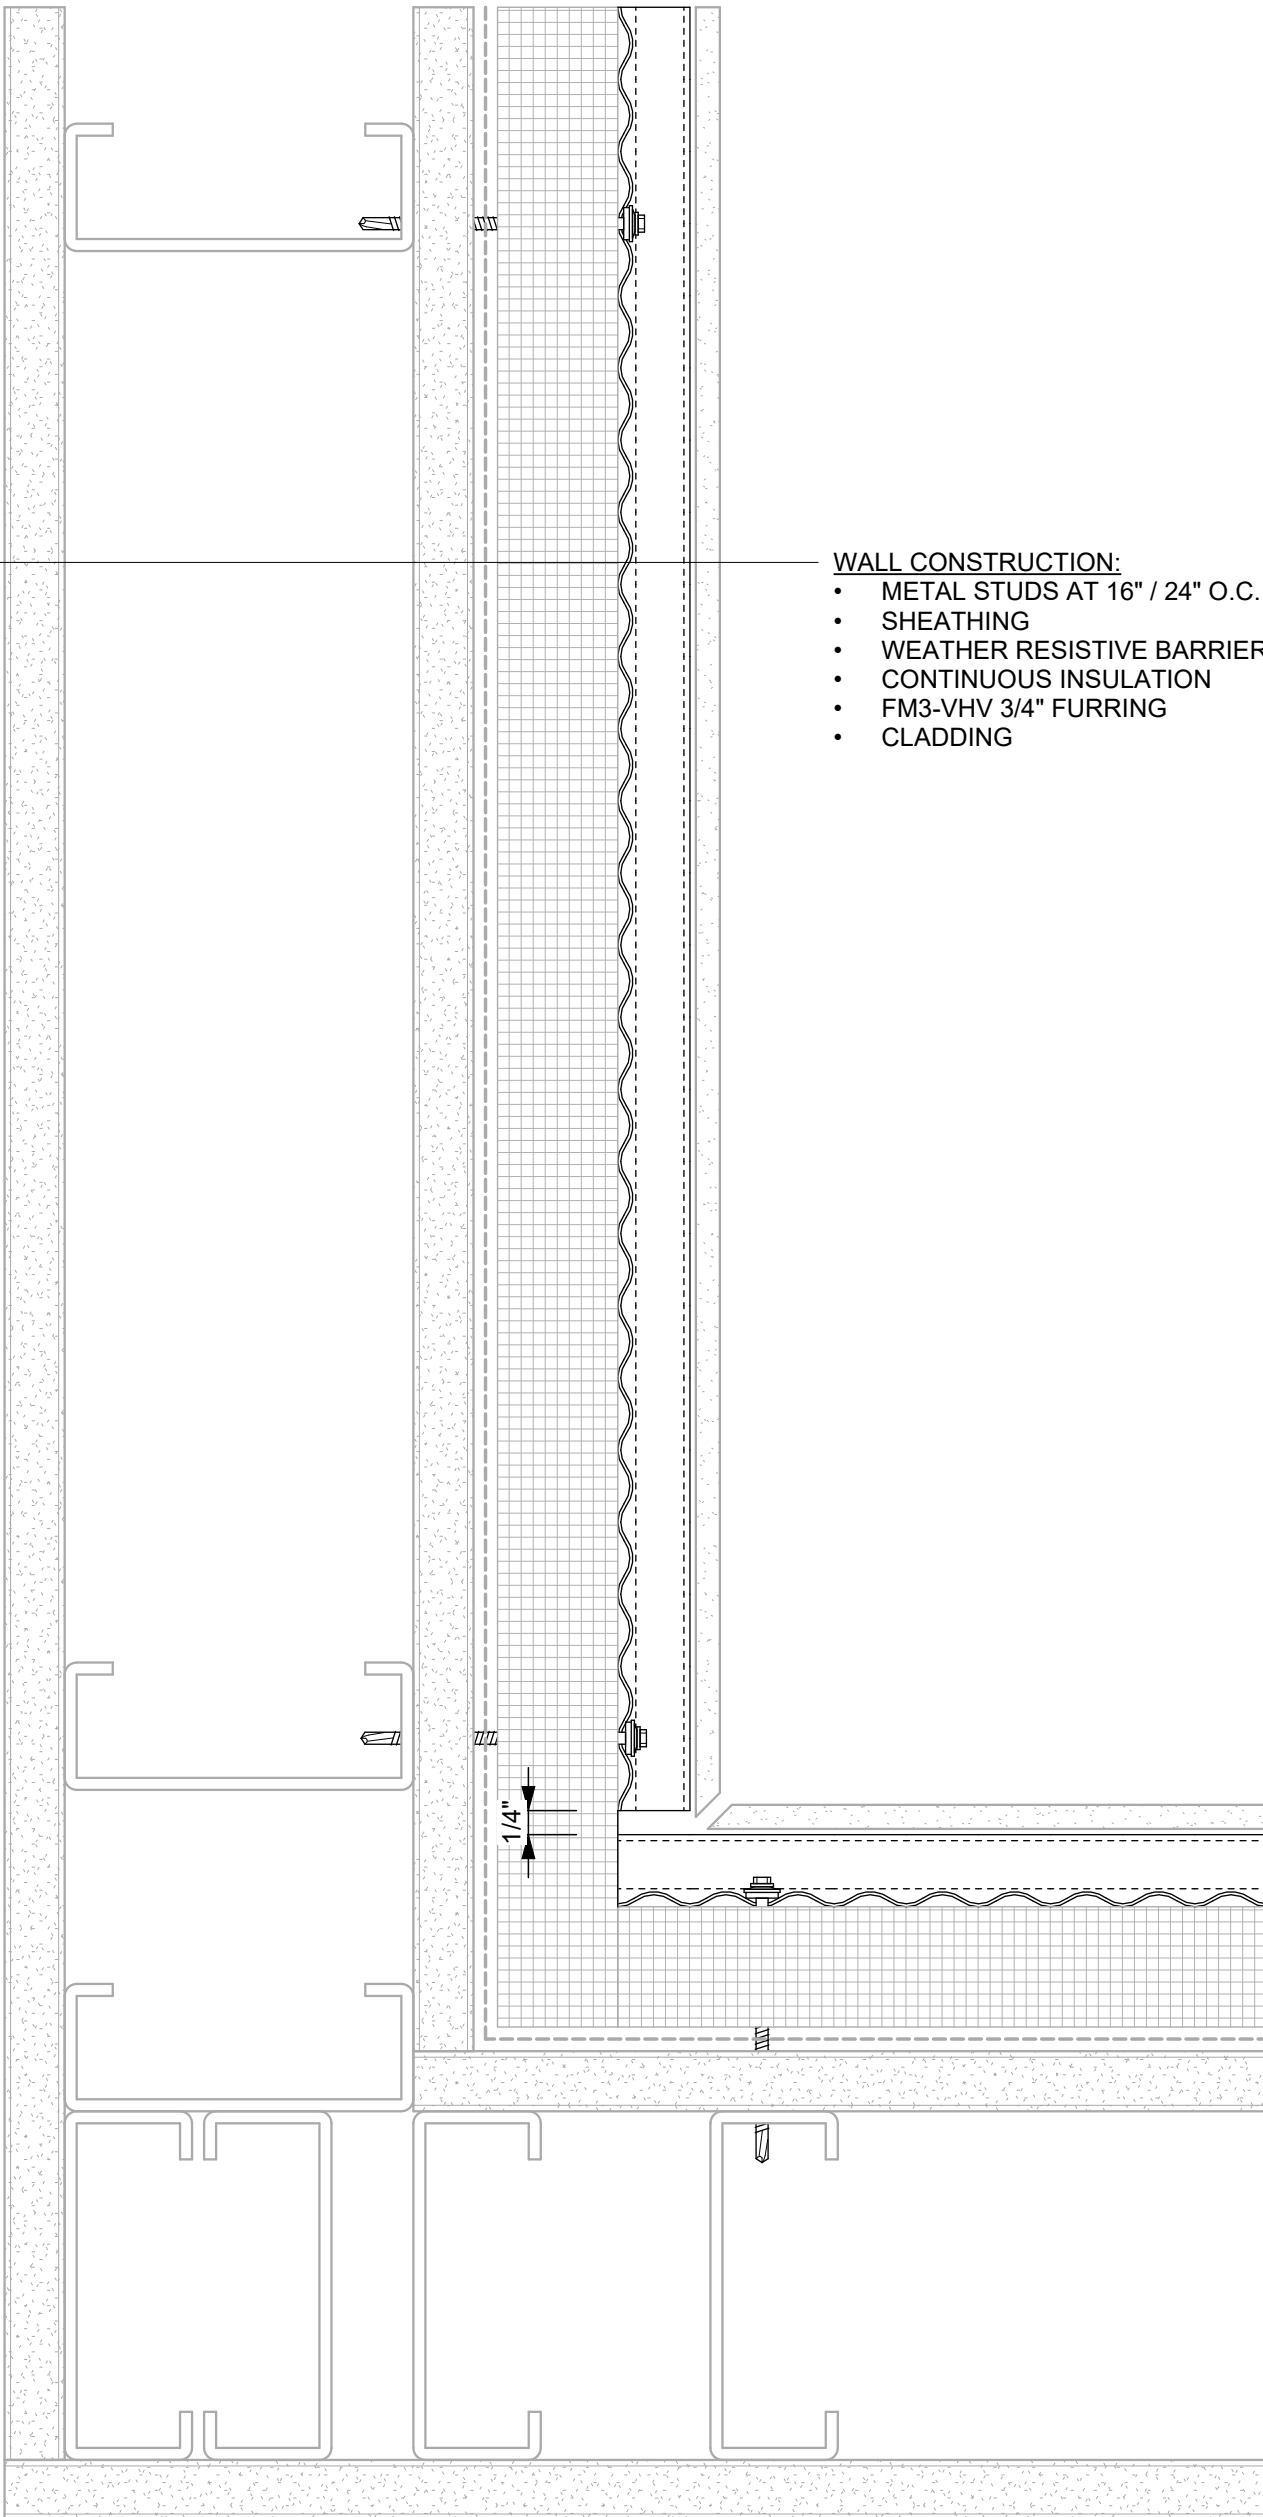 WALL CONSTRUCTION:
• METAL STUDS AT 16" / 24" O.C.
• SHEATHING
• WEATHER RESISTIVE BARRIER
• CONTINUOUS INSULATION
• FM3-VHV 3/4" FURRING
• CLADDING
1/4"